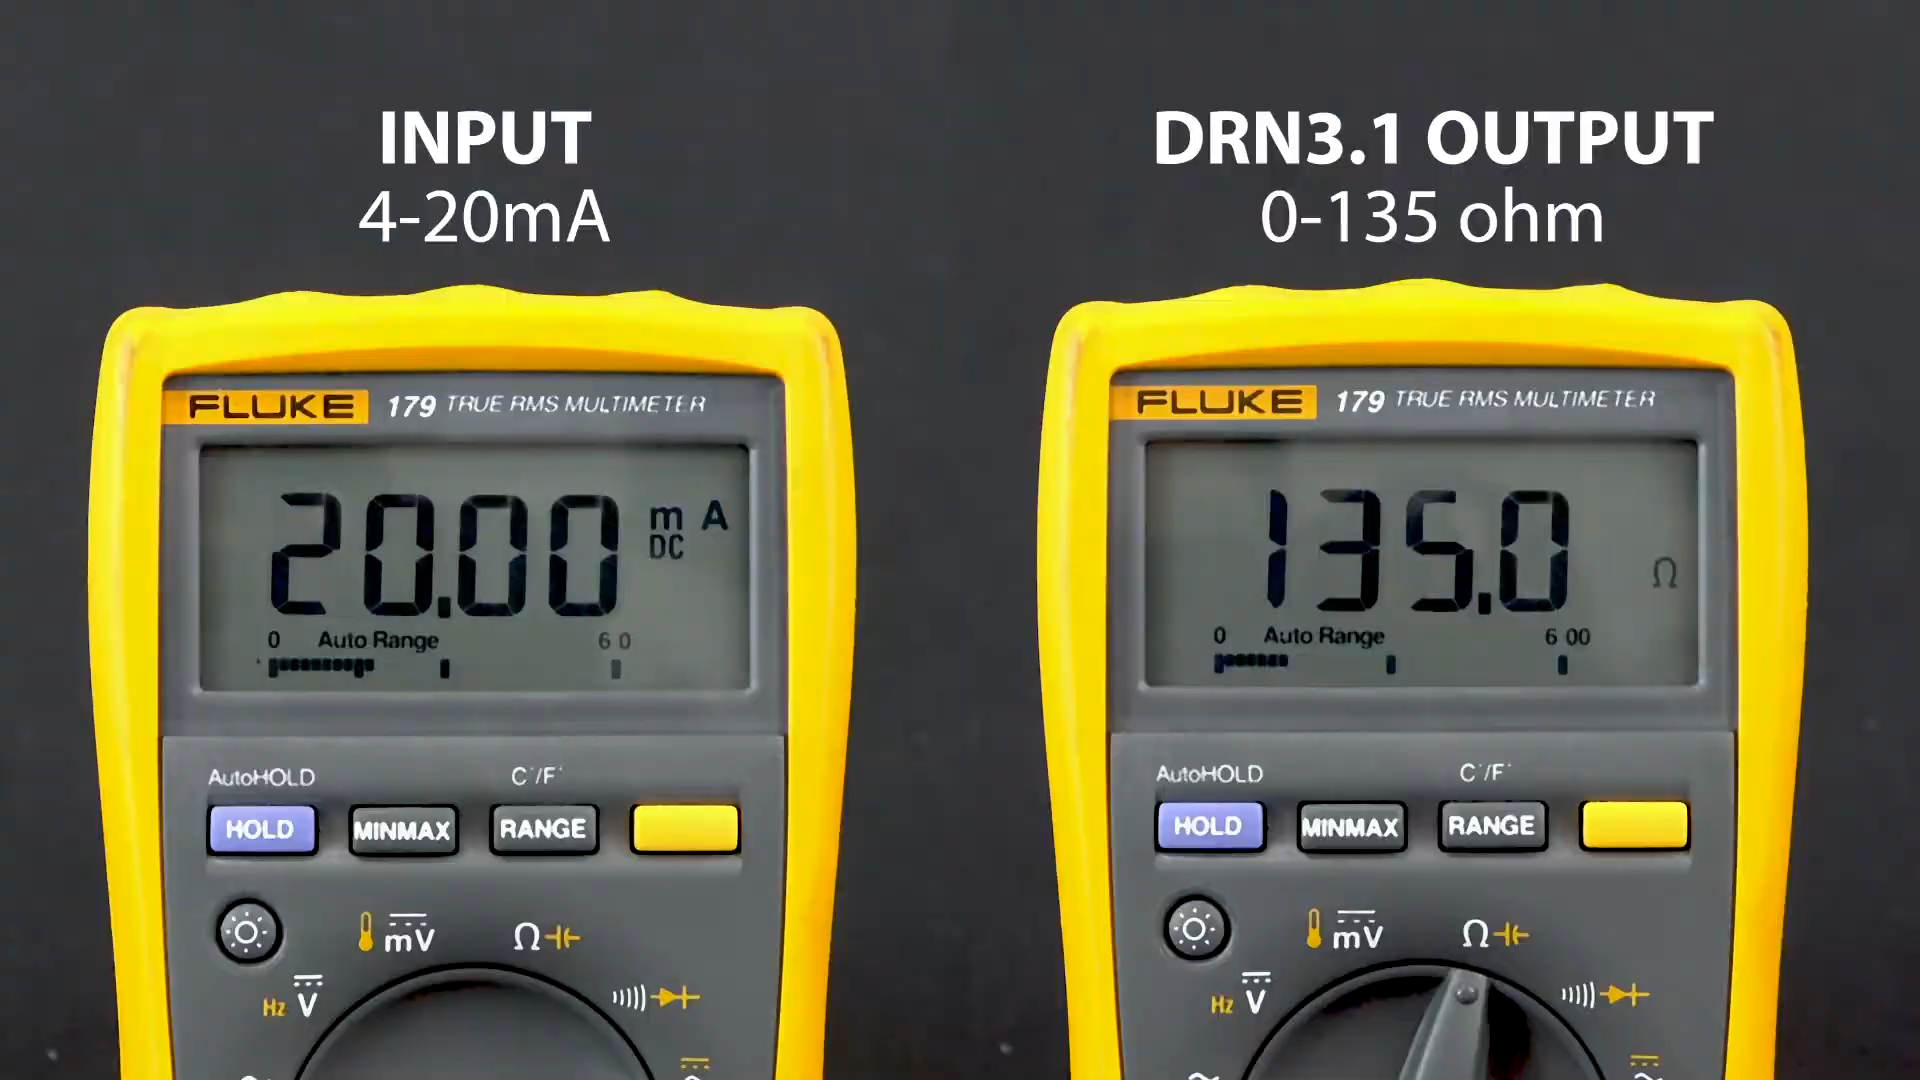 INPUT
4-20mA
FLUKE 179 TRUE RMS MULTIMETER
20.00 mA DC
0 Auto Range 60
AutoHOLD C°/F°
HOLD MINMAX RANGE
mV Ω
Hz V
DRN3.1 OUTPUT
0-135 ohm
FLUKE 179 TRUE RMS MULTIMETER
135.0 Ω
0 Auto Range 600
AutoHOLD C°/F°
HOLD MINMAX RANGE
mV Ω
Hz V